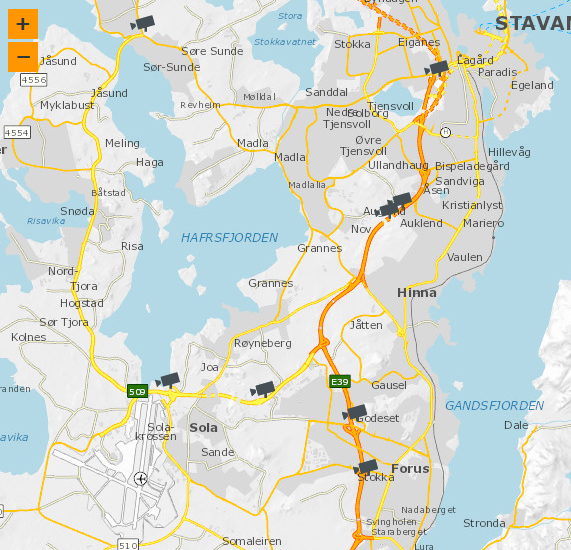 Byhaugen
Stora
STAVAN
+
Stokkavatnet
Stokka
Eiganes
Søre Sunde
−
Jåsund
Sør-Sunde
Lagård
Paradis
4556
Egeland
Jåsund
Sanddal
Mølldal
Myklabust
Revheim
Tjensvoll
Nedre
Tjensvoll
Solborg
4554
Meling
Madla
Øvre
Tjensvoll
M
Hillevåg
Haga
Madla
Ullandhaug
Bispeladegård
Båtstad
Madlalia
Sandviga
Åsen
Snøda
Kristianlyst
Risavika
Auklend
Mariero
HAFRSFJORDEN
Nov
Risa
Grannes
Vaulen
Nord-
Tjora
Grannes
Hinna
Hogstad
Sør Tjora
Jåtten
Kolnes
Røyneberg
Joa
E39
Gausel
509
GANDSFJORDEN
Godeset
Sola
Sola-
krossen
Dale
Sande
Forus
Stokka
Nadaberget
Svingholen
Stronda
Staraberget
510
Somaleiren
Lura